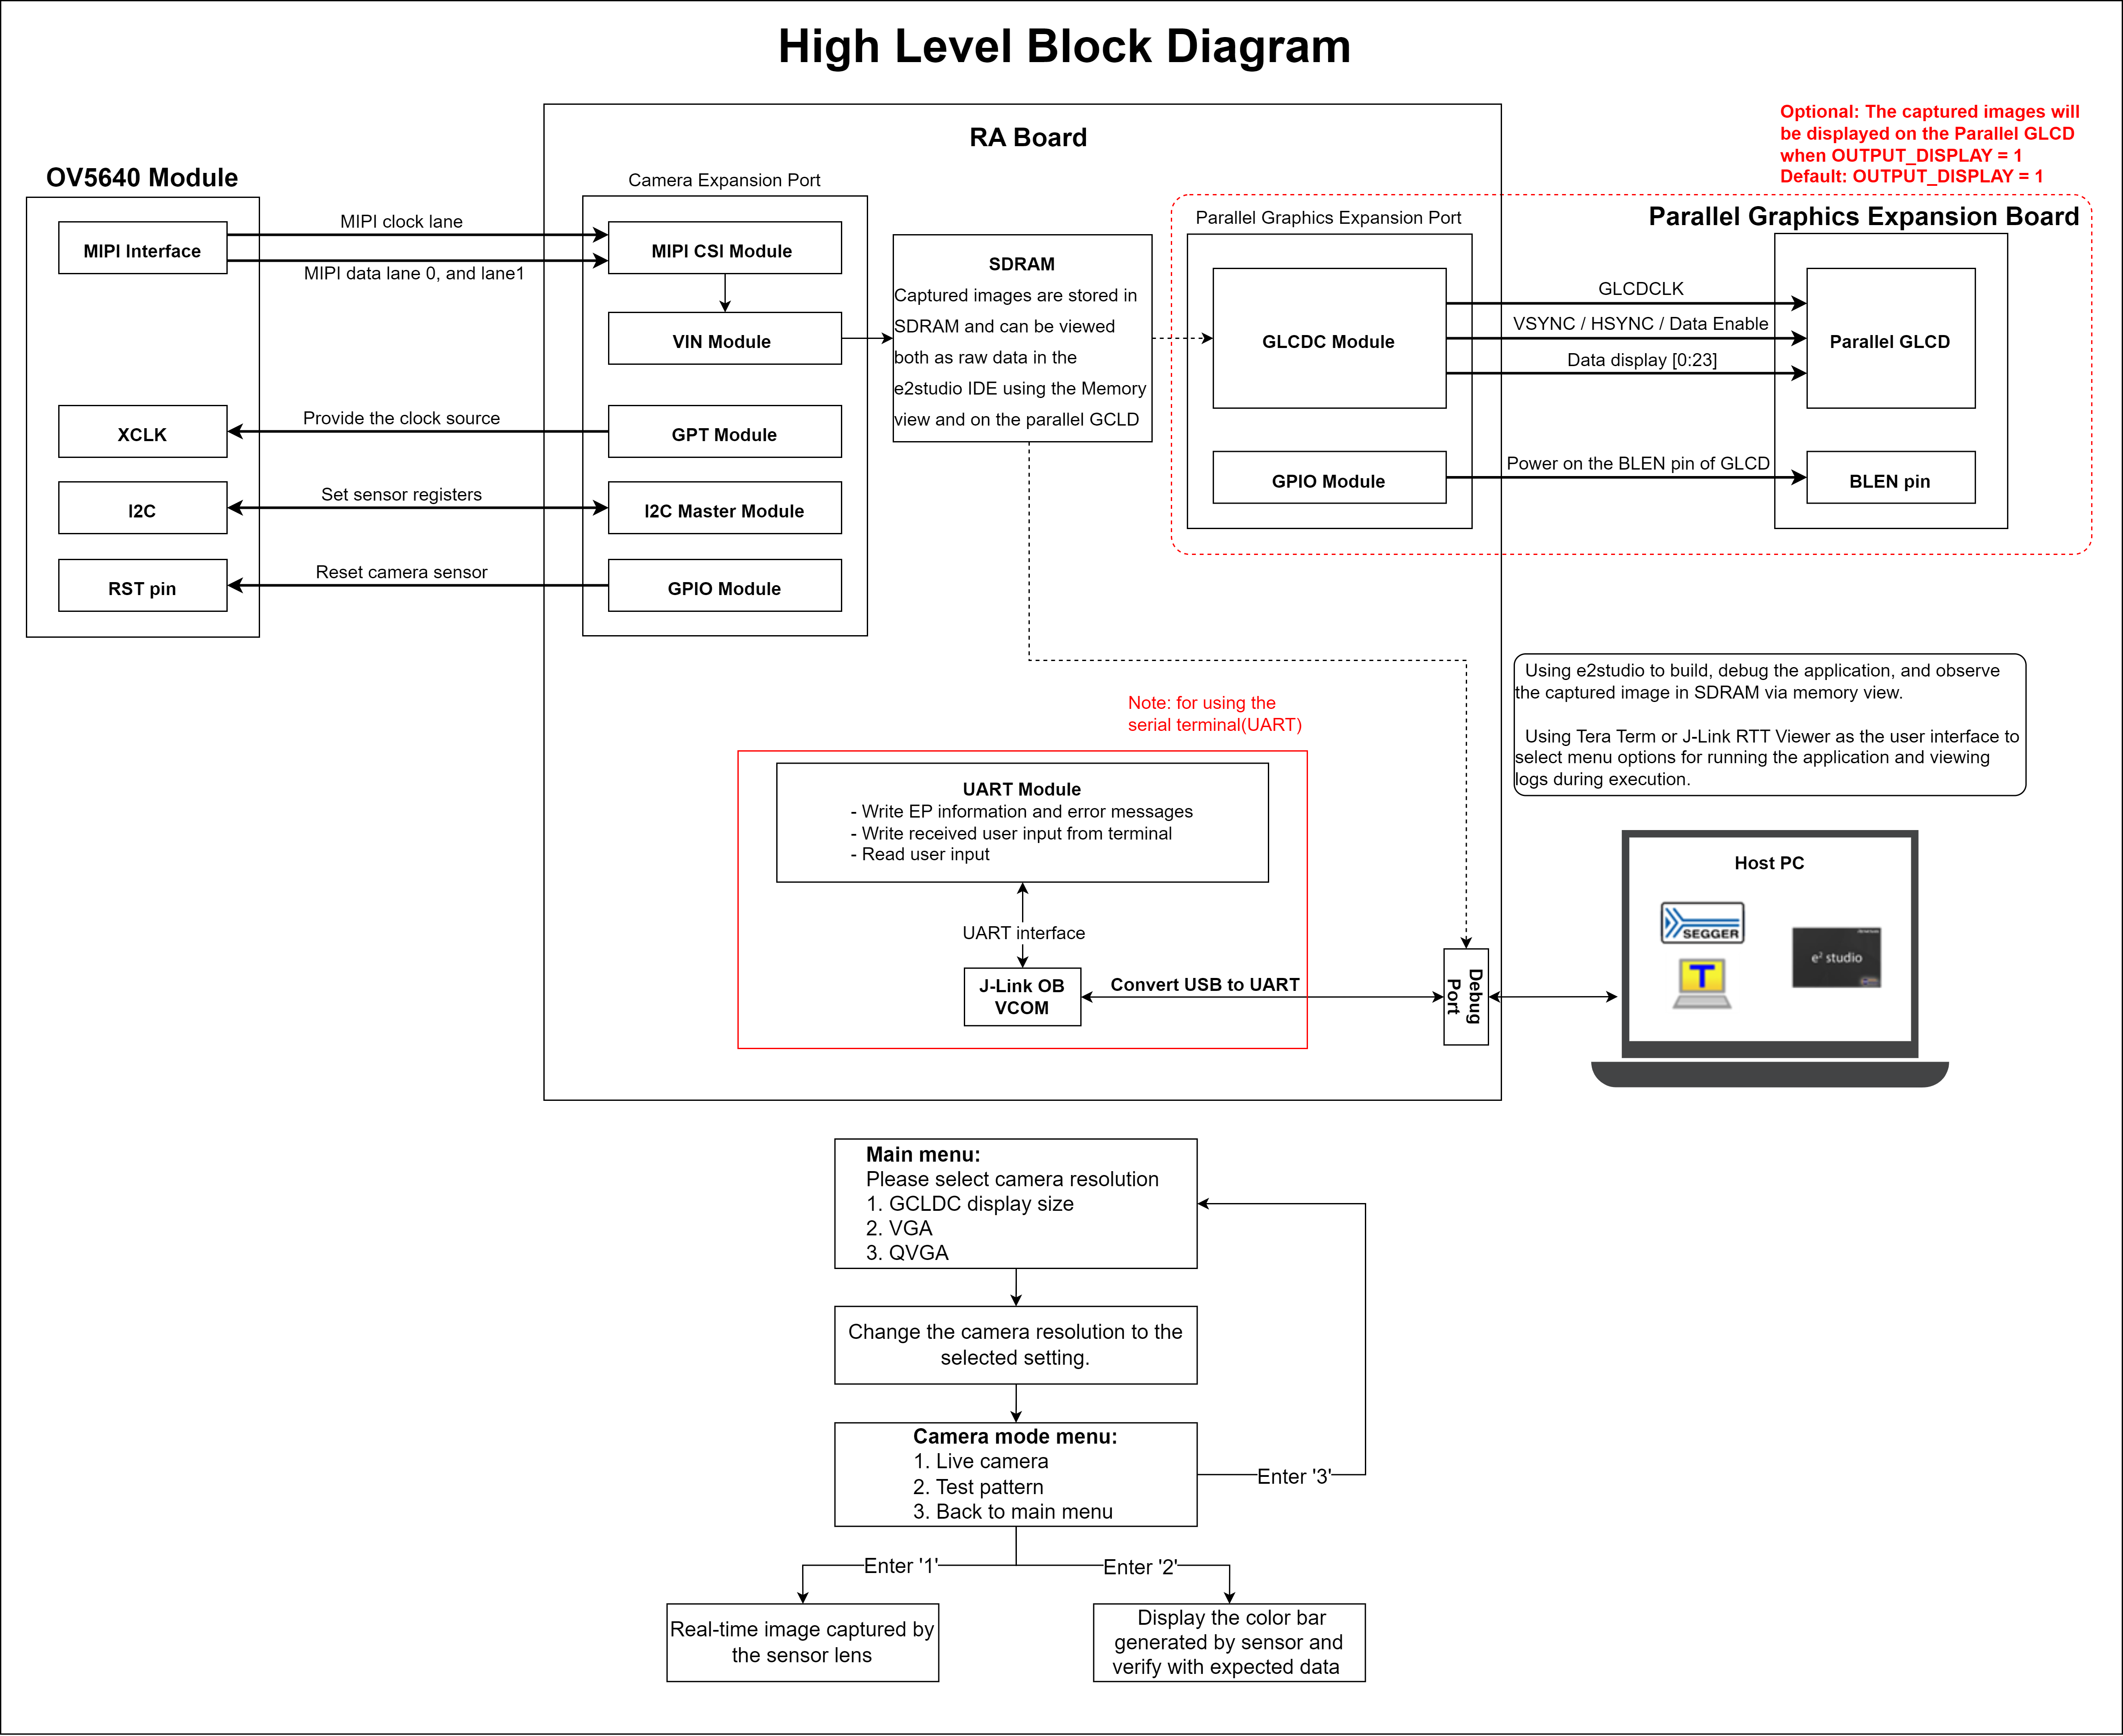 High Level Block Diagram
RA Board
OV5640 Module
MIPI Interface
XCLK
I2C
RST pin
MIPI clock lane
MIPI data lane 0, and lane1
Provide the clock source
Set sensor registers
Reset camera sensor
Camera Expansion Port
MIPI CSI Module
VIN Module
GPT Module
I2C Master Module
GPIO Module
SDRAM
Captured images are stored in
SDRAM and can be viewed
both as raw data in the
e2studio IDE using the Memory
view and on the parallel GCLD
Optional: The captured images will
be displayed on the Parallel GLCD
when OUTPUT_DISPLAY = 1
Default: OUTPUT_DISPLAY = 1
Parallel Graphics Expansion Port
Parallel Graphics Expansion Board
GLCDC Module
GPIO Module
GLCDCLK
VSYNC / HSYNC / Data Enable
Data display [0:23]
Power on the BLEN pin of GLCD
Parallel GLCD
BLEN pin
Using e2studio to build, debug the application, and observe
the captured image in SDRAM via memory view.
Using Tera Term or J-Link RTT Viewer as the user interface to
select menu options for running the application and viewing
logs during execution.
Note: for using the
serial terminal(UART)
UART Module
- Write EP information and error messages
- Write received user input from terminal
- Read user input
UART interface
J-Link OB
VCOM
Convert USB to UART
Debug
Port
Host PC
SEGGER
T
e2 studio
Main menu:
Please select camera resolution
1. GCLDC display size
2. VGA
3. QVGA
Change the camera resolution to the
selected setting.
Camera mode menu:
1. Live camera
2. Test pattern
3. Back to main menu
Enter '3'
Enter '1'
Enter '2'
Real-time image captured by
the sensor lens
Display the color bar
generated by sensor and
verify with expected data